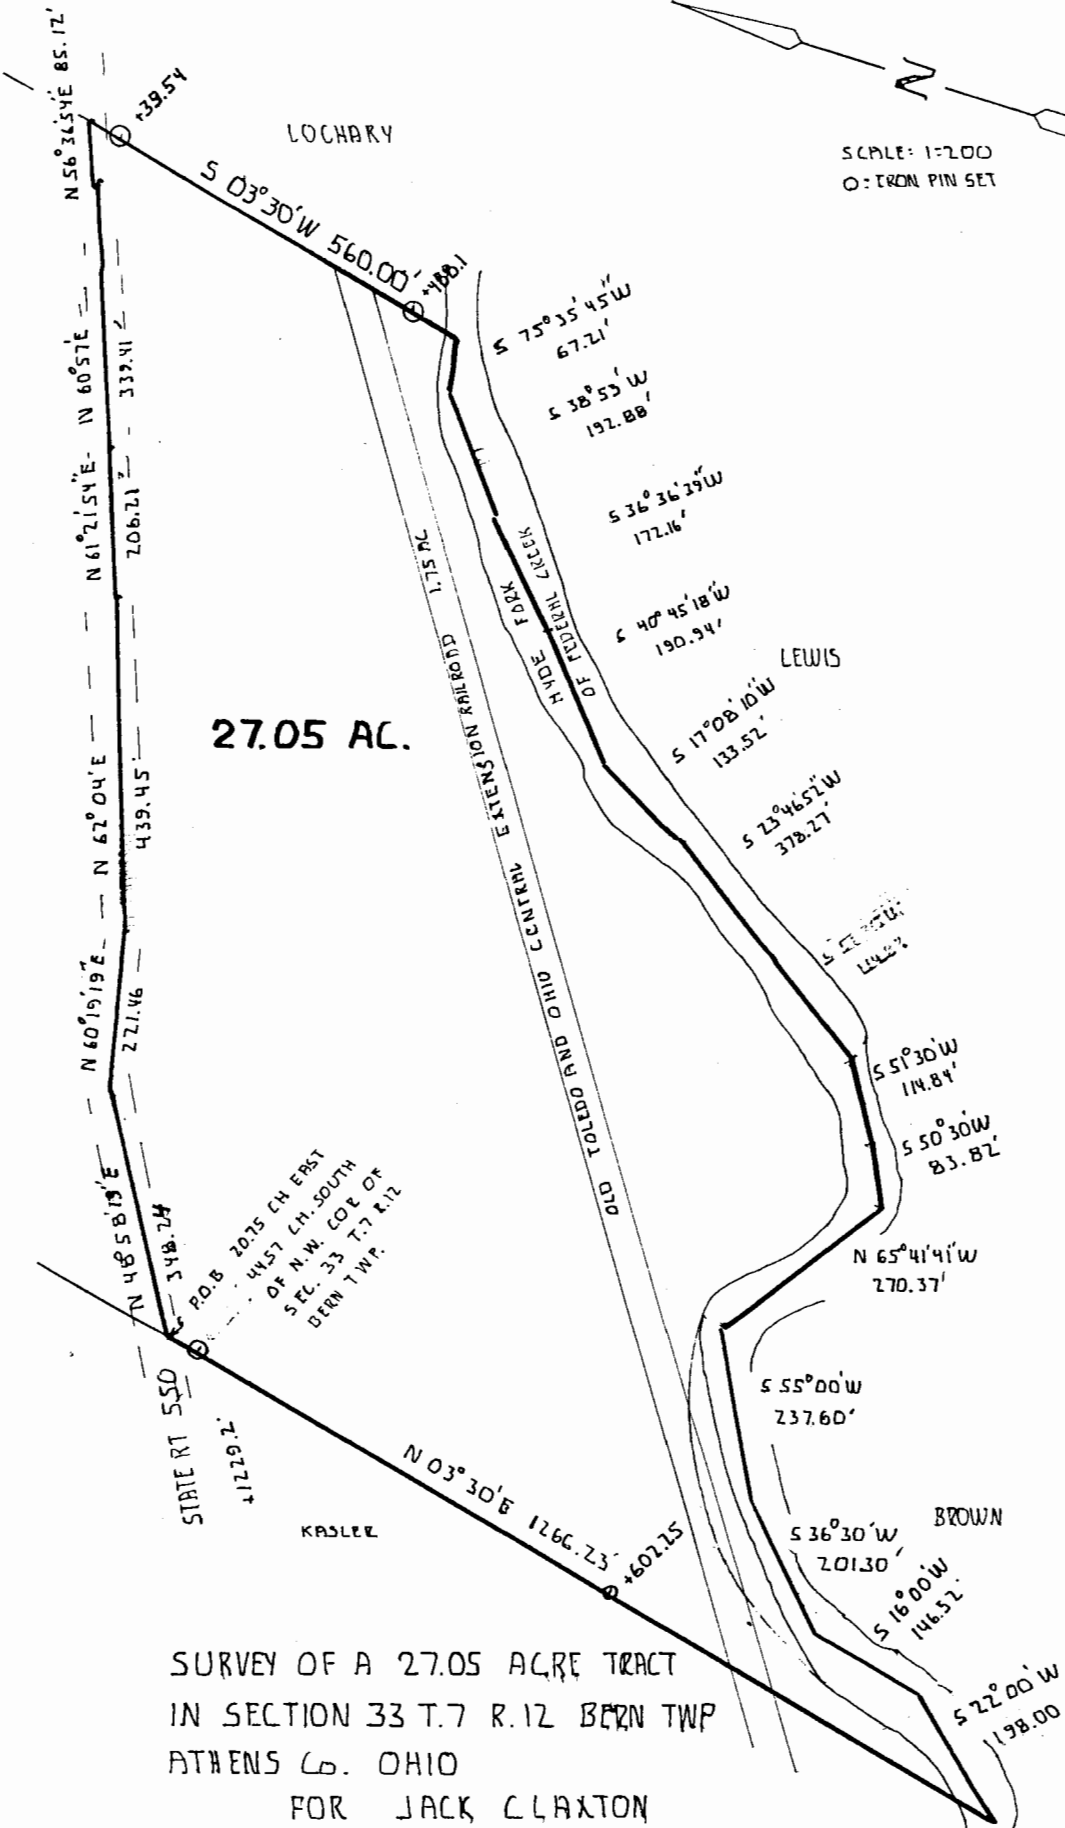 N 56° 36' 54" E 85.12'
+39.54
LOCHARY
N
SCALE: 1=200
O: IRON PIN SET
S 03° 30' W 560.00'
N 60° 57' E
339.41
S 75° 35' 45" W
67.21'
S 38° 53' W
192.88'
S 36° 36' 39" W
172.16'
S 40° 45' 18" W
190.94'
LEWIS
S 17° 08' 10" W
133.52'
S 23° 46' 52" W
378.27'
N 61° 21' 54" E
206.21
27.05 AC.
HYDE FORK
OF FEDERAL CREEK
OLD TOLEDO AND OHIO CENTRAL EXTENSION RAILROAD 1.75 AC
N 62° 04' E
439.45'
N 60° 19' 19" E
221.46
S 51° 30' W
114.84'
S 50° 30' W
83.82'
N 65° 41' 41" W
270.37'
N 48° 58' 19" E
348.24
P.O.B. 20.75 CH EAST
44.57 CH. SOUTH
OF N.W. COR OF
SEC. 33 T.7 R.12
BERN TWP.
STATE RT 550
+1229.2'
S 55° 00' W
237.60'
N 03° 30' E 1266.23'
+602.25
KASLER
S 36° 30' W
201.30'
BROWN
S 16° 00' W
146.52'
S 22° 00' W
198.00
SURVEY OF A 27.05 ACRE TRACT
IN SECTION 33 T.7 R.12 BERN TWP
ATHENS Co. OHIO
FOR JACK CLAXTON